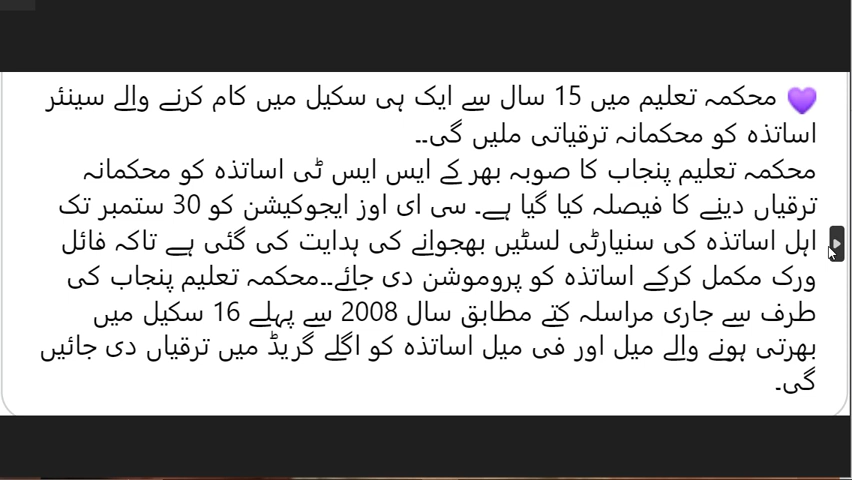 💜 محکمہ تعلیم میں 15 سال سے ایک ہی سکیل میں کام کرنے والے سینئر
اساتذہ کو محکمانہ ترقیاتی ملیں گی۔۔
محکمہ تعلیم پنجاب کا صوبہ بھر کے ایس ایس ٹی اساتذہ کو محکمانہ
ترقیاں دینے کا فیصلہ کیا گیا ہے۔ سی ای اوز ایجوکیشن کو 30 ستمبر تک
اہل اساتذہ کی سنیارٹی لسٹیں بھجوانے کی ہدایت کی گئی ہے تاکہ فائل
ورک مکمل کرکے اساتذہ کو پروموشن دی جائے۔۔محکمہ تعلیم پنجاب کی
طرف سے جاری مراسلہ کتے مطابق سال 2008 سے پہلے 16 سکیل میں
بھرتی ہونے والے میل اور فی میل اساتذہ کو اگلے گریڈ میں ترقیاں دی جائیں
گی۔